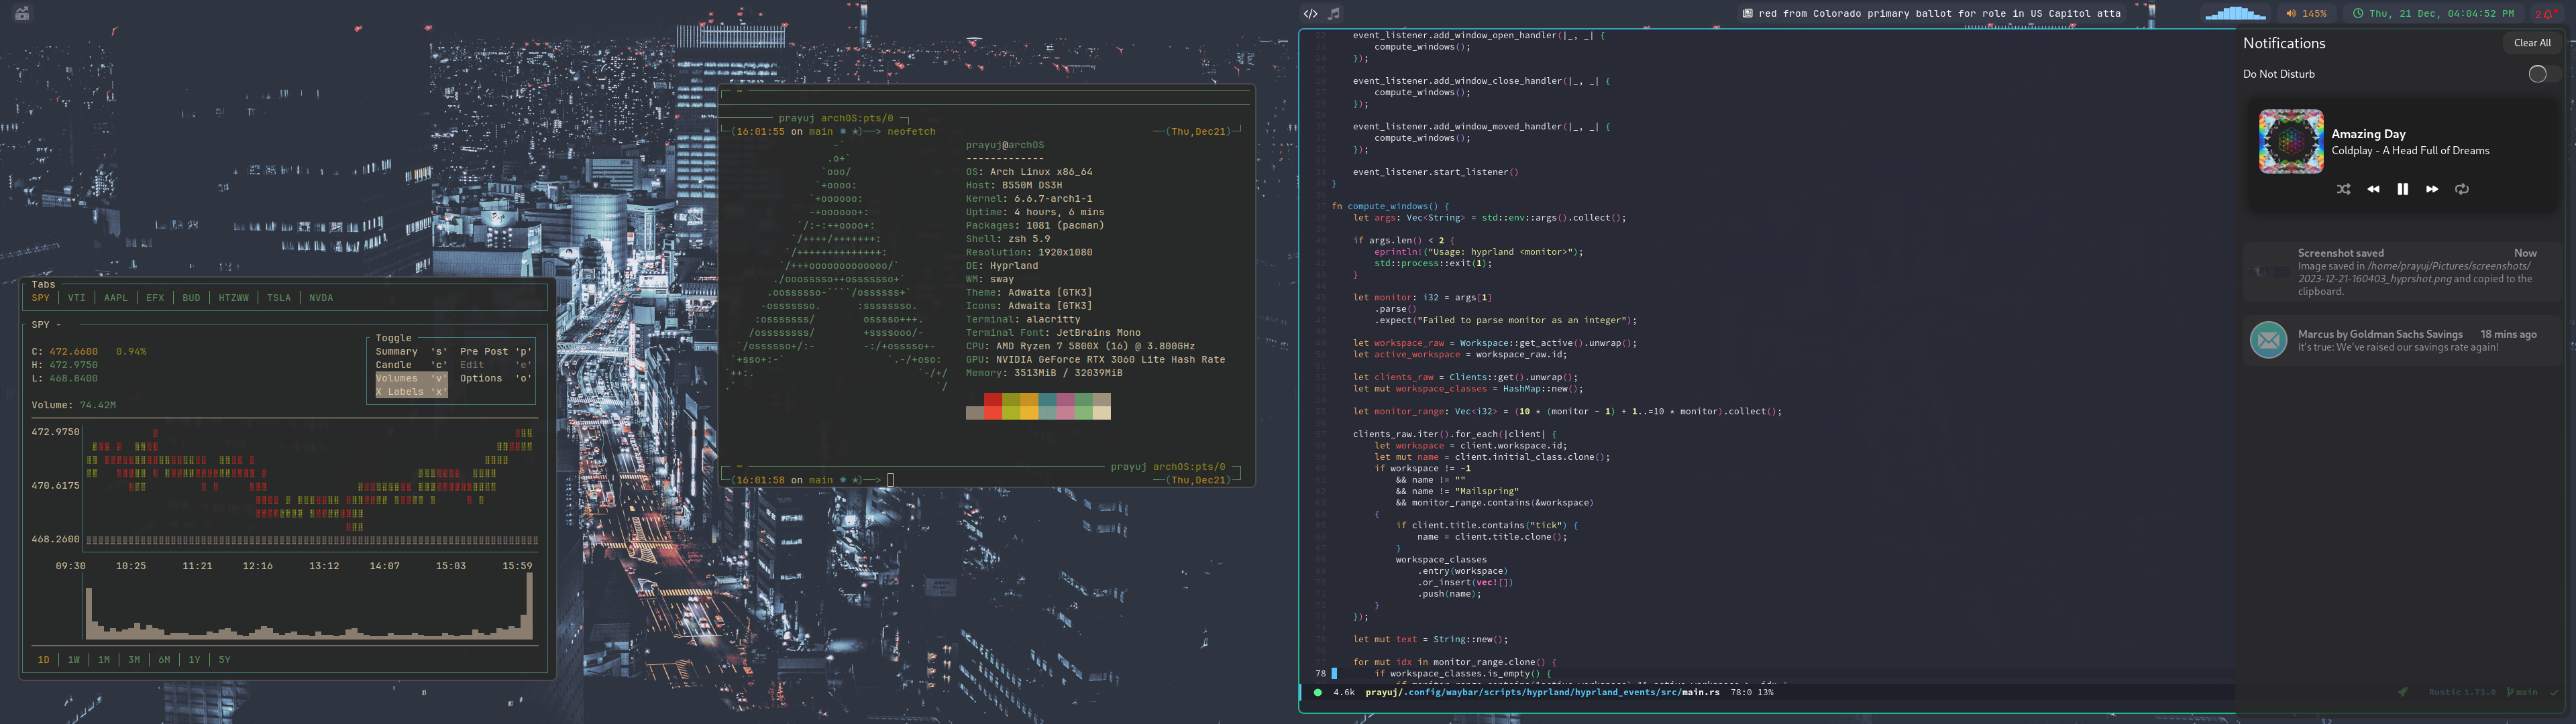 red from Colorado primary ballot for role in US Capitol atta
145%
Thu, 21 Dec, 04:04:52 PM
2
Tabs
SPY │ VTI │ AAPL │ EFX │ BUD │ HTZWW │ TSLA │ NVDA
SPY -
C: 472.6600 0.94%
H: 472.9750
L: 468.8400
Volume: 74.42M
Toggle
Summary 's' Pre Post 'p'
Candle 'c' Edit 'e'
Volumes 'v' Options 'o'
X Labels 'x'
472.9750
470.6175
468.2600
09:30 10:25 11:21 12:16 13:12 14:07 15:03 15:59
1D │ 1W │ 1M │ 3M │ 6M │ 1Y │ 5Y
~
prayuj archOS:pts/0
(16:01:55 on main ✹ ✭)──> neofetch ──(Thu,Dec21)
prayuj@archOS
-------------
OS: Arch Linux x86_64
Host: B550M DS3H
Kernel: 6.6.7-arch1-1
Uptime: 4 hours, 6 mins
Packages: 1081 (pacman)
Shell: zsh 5.9
Resolution: 1920x1080
DE: Hyprland
WM: sway
Theme: Adwaita [GTK3]
Icons: Adwaita [GTK3]
Terminal: alacritty
Terminal Font: JetBrains Mono
CPU: AMD Ryzen 7 5800X (16) @ 3.800GHz
GPU: NVIDIA GeForce RTX 3060 Lite Hash Rate
Memory: 3513MiB / 32039MiB
~ prayuj archOS:pts/0
(16:01:58 on main ✹ ✭)──> ──(Thu,Dec21)
event_listener.add_window_open_handler(|_, _| {
compute_windows();
});
event_listener.add_window_close_handler(|_, _| {
compute_windows();
});
event_listener.add_window_moved_handler(|_, _| {
compute_windows();
});
event_listener.start_listener()
}
fn compute_windows() {
let args: Vec<String> = std::env::args().collect();
if args.len() < 2 {
eprintln!("Usage: hyprland <monitor>");
std::process::exit(1);
}
let monitor: i32 = args[1]
.parse()
.expect("Failed to parse monitor as an integer");
let workspace_raw = Workspace::get_active().unwrap();
let active_workspace = workspace_raw.id;
let clients_raw = Clients::get().unwrap();
let mut workspace_classes = HashMap::new();
let monitor_range: Vec<i32> = (10 * (monitor - 1) + 1..=10 * monitor).collect();
clients_raw.iter().for_each(|client| {
let workspace = client.workspace.id;
let mut name = client.initial_class.clone();
if workspace != -1
&& name != ""
&& name != "Mailspring"
&& monitor_range.contains(&workspace)
{
if client.title.contains("tick") {
name = client.title.clone();
}
workspace_classes
.entry(workspace)
.or_insert(vec![])
.push(name);
}
});
let mut text = String::new();
for mut idx in monitor_range.clone() {
78 if workspace_classes.is_empty() {
4.6k prayuj/.config/waybar/scripts/hyprland/hyprland_events/src/main.rs 78:0 13%
Rustic 1.73.0 main
Notifications
Clear All
Do Not Disturb
Amazing Day
Coldplay - A Head Full of Dreams
Screenshot saved Now
Image saved in /home/prayuj/Pictures/screenshots/
2023-12-21-160403_hyprshot.png and copied to the
clipboard.
Marcus by Goldman Sachs Savings 18 mins ago
It's true: We've raised our savings rate again!